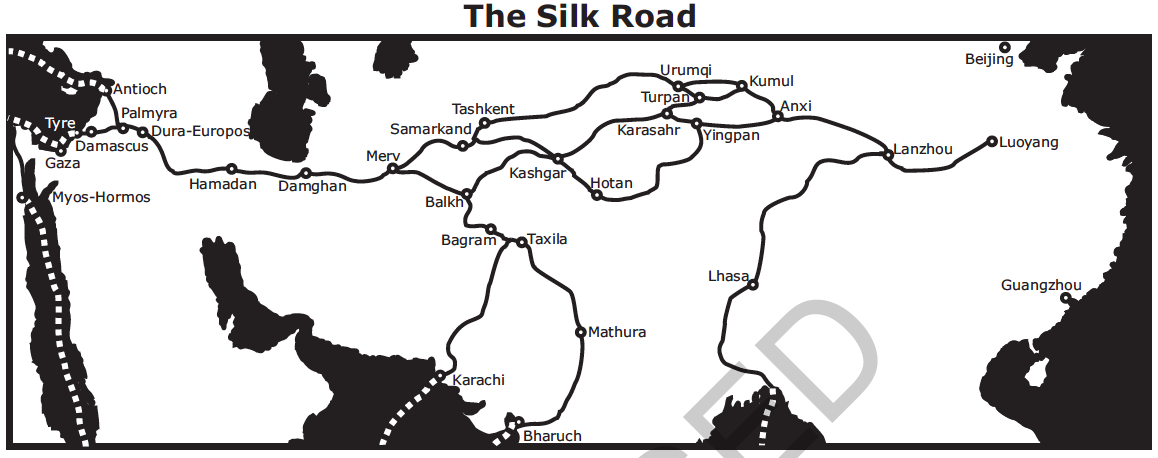 The Silk Road
Beijing
Urumqi
Kumul
Antioch
Turpan
Tashkent
Anxi
Palmyra
Tyre
Samarkand
Karasahr
Dura-Europos
Yingpan
Damascus
Luoyang
Lanzhou
Merv
Gaza
Kashgar
Hotan
Hamadan
Damghan
Myos-Hormos
Balkh
Bagram
Taxila
Lhasa
Guangzhou
Mathura
Karachi
Bharuch
ED